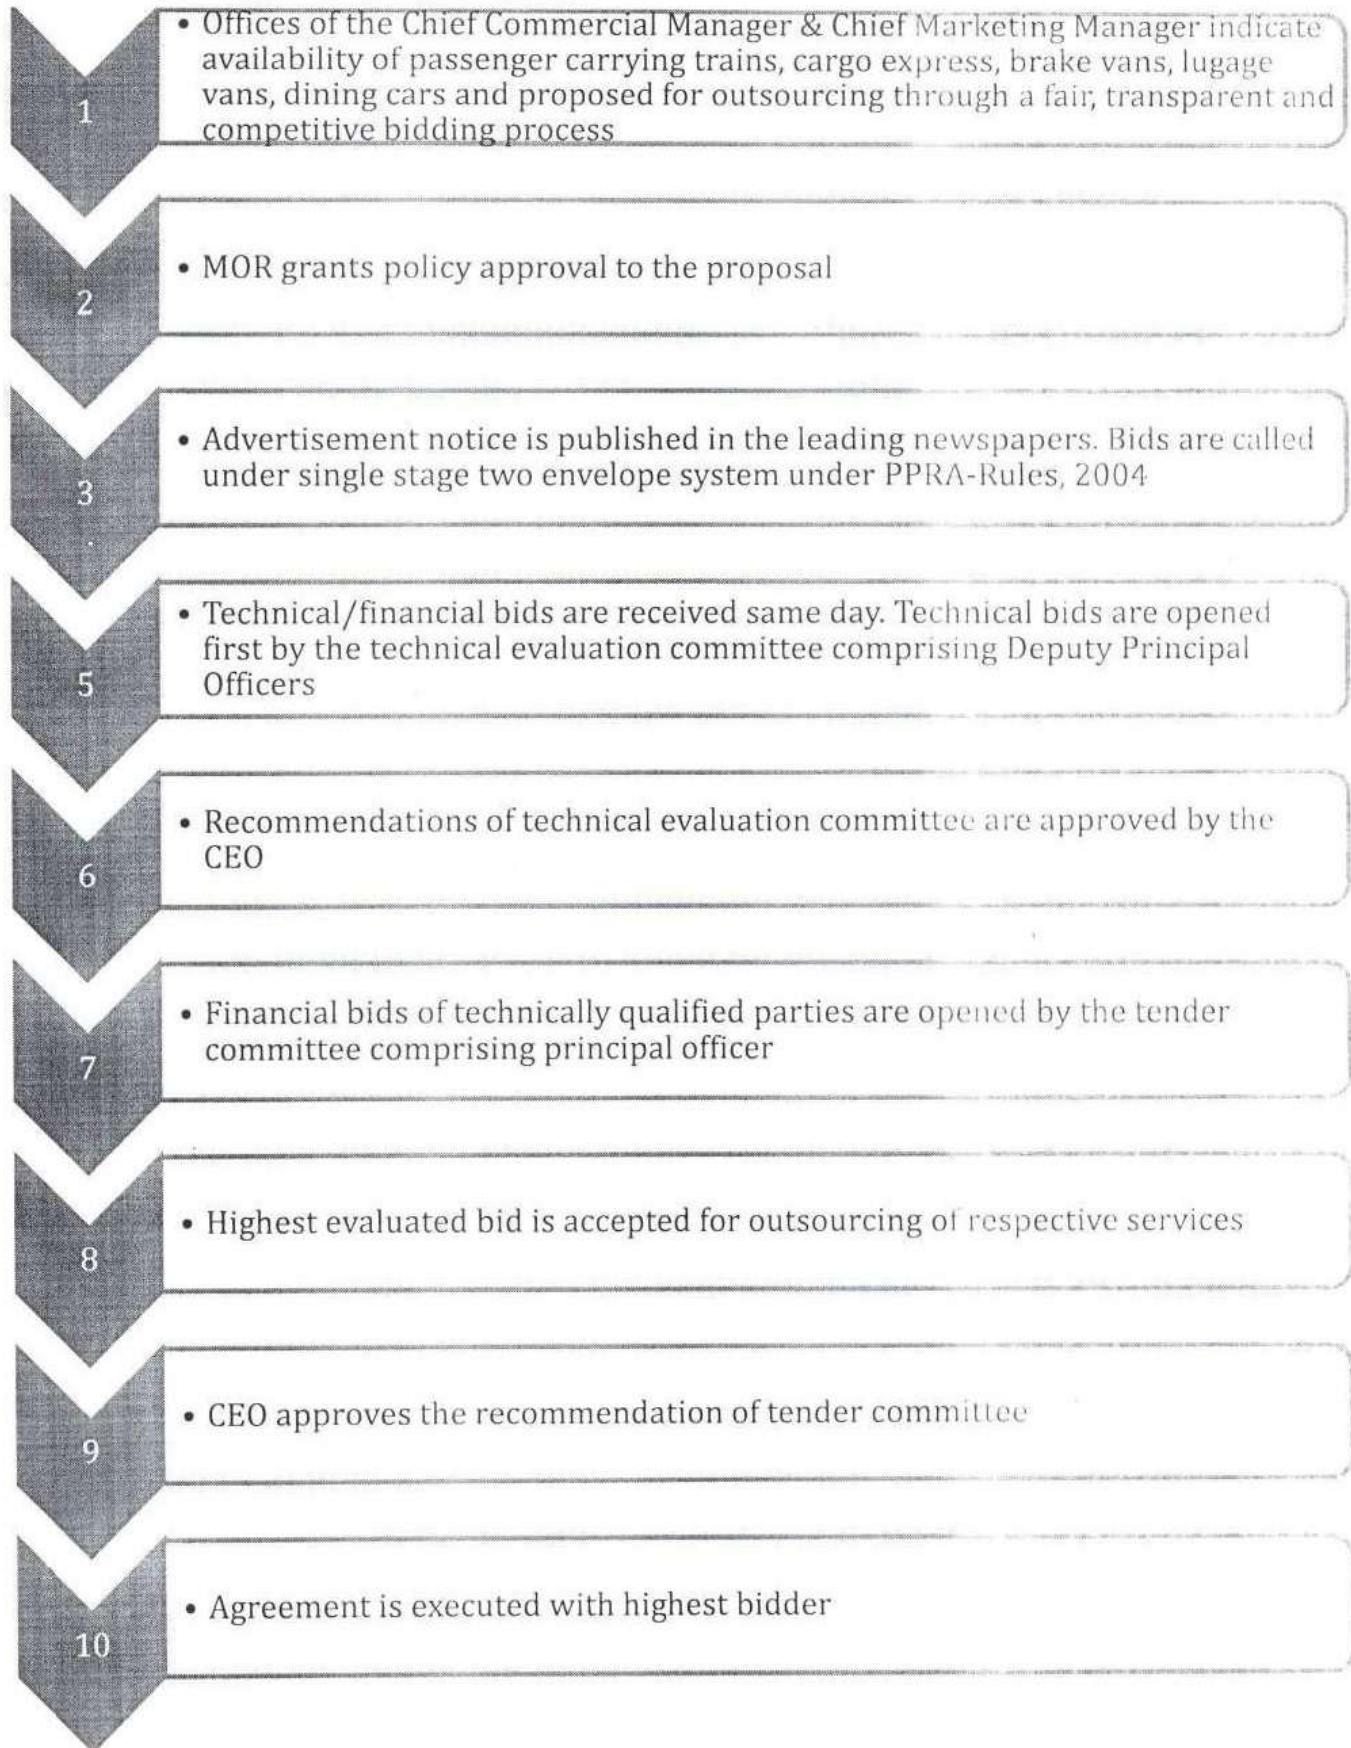 • Offices of the Chief Commercial Manager & Chief Marketing Manager indicate
availability of passenger carrying trains, cargo express, brake vans, lugage
vans, dining cars and proposed for outsourcing through a fair, transparent and
competitive bidding process
1
• MOR grants policy approval to the proposal
2
• Advertisement notice is published in the leading newspapers. Bids are called
under single stage two envelope system under PPRA-Rules, 2004
3
• Technical/financial bids are received same day. Technical bids are opened
first by the technical evaluation committee comprising Deputy Principal
Officers
5
• Recommendations of technical evaluation committee are approved by the
CEO
6
• Financial bids of technically qualified parties are opened by the tender
committee comprising principal officer
7
• Highest evaluated bid is accepted for outsourcing of respective services
8
• CEO approves the recommendation of tender committee
9
• Agreement is executed with highest bidder
10